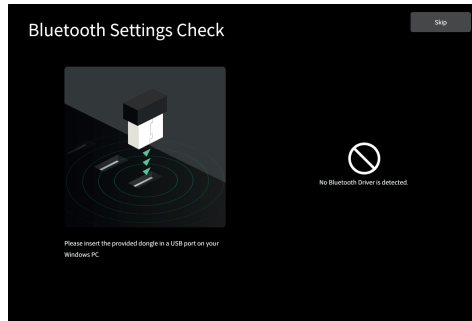 Bluetooth Settings Check
Skip
No Bluetooth Driver is detected.
Please insert the provided dongle in a USB port on your
Windows PC